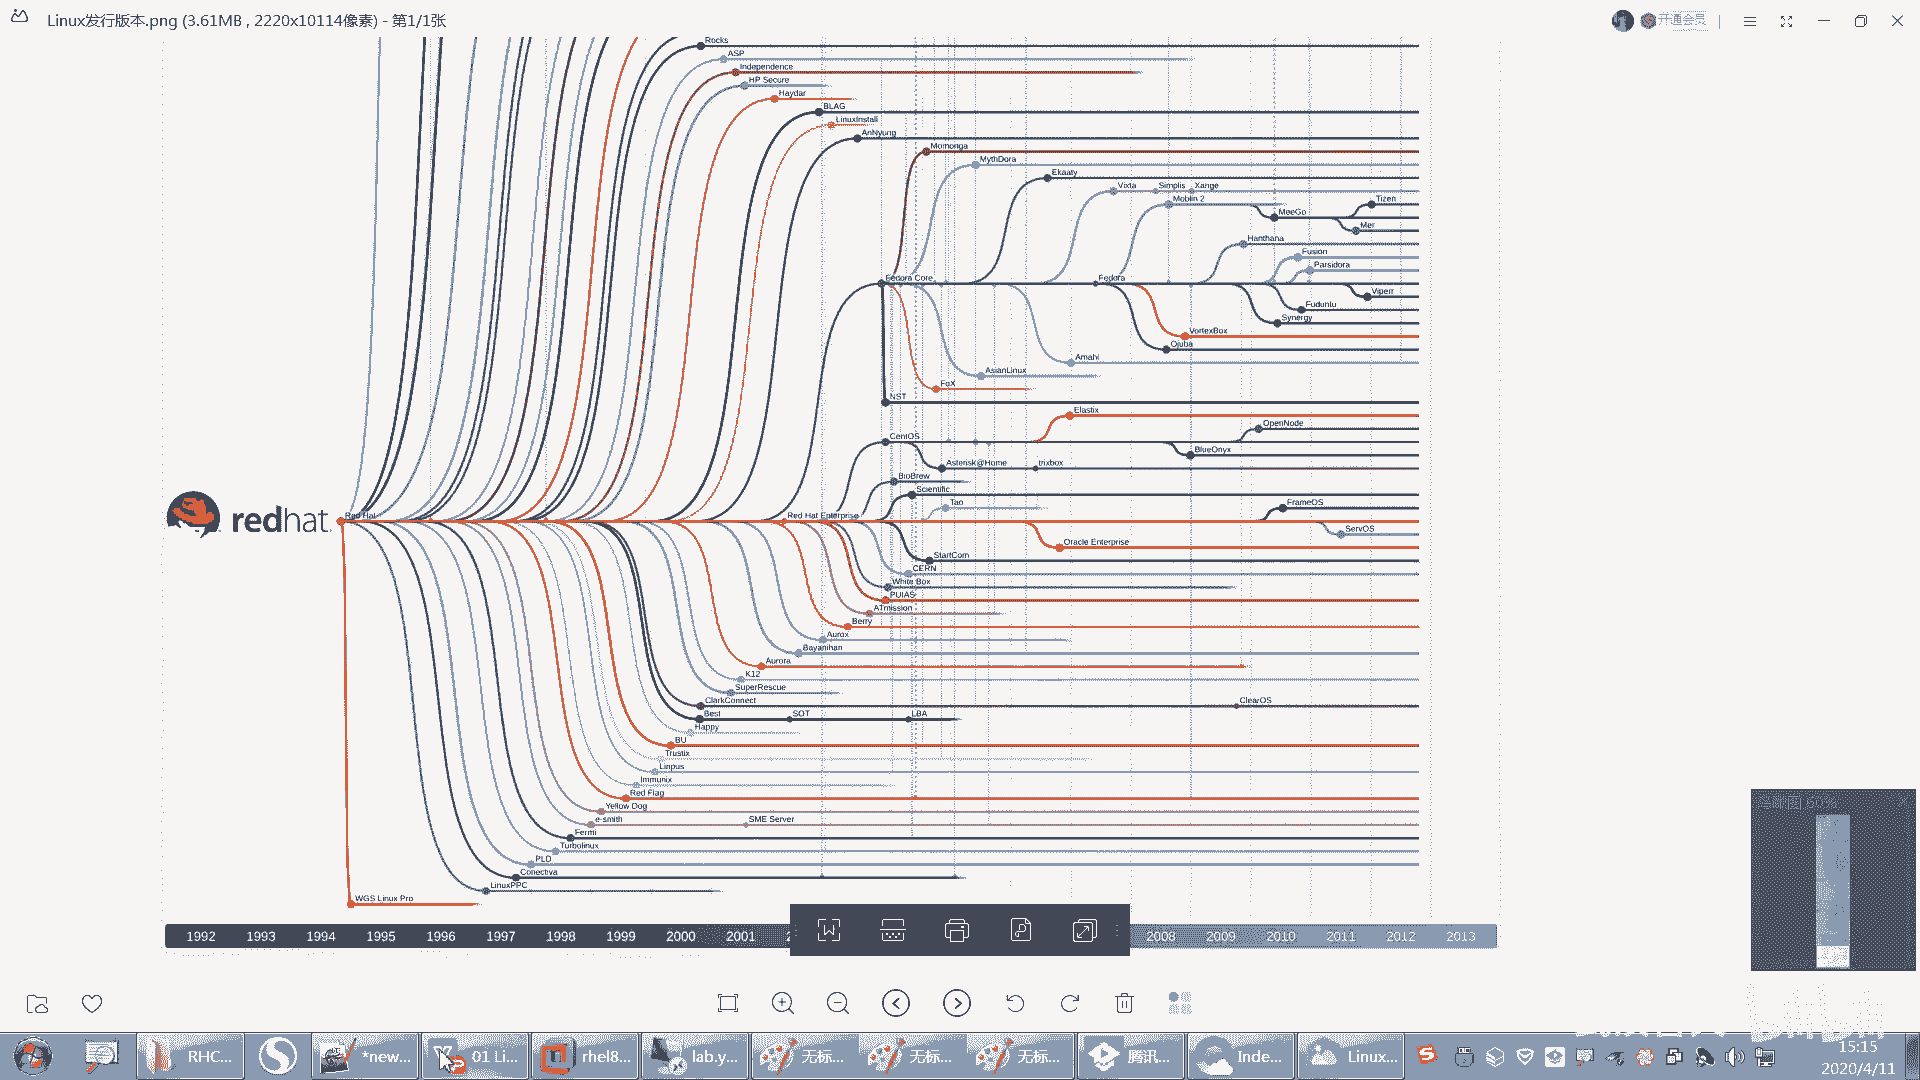 Linux发行版本.png (3.61MB , 2220x10114像素) - 第1/1张
开通会员
Rocks
ASP
Independence
HP Secure
Haydar
BLAG
LinuxInstall
AnNyung
Momonga
MythDora
Ekaaty
Vixta
Simplis
Xange
Moblin 2
Tizen
MeeGo
Mer
Hanthana
Fusion
Parsidora
Fedora Core
Fedora
Viperr
Fuduntu
Synergy
VortexBox
Ojuba
Amahi
AsianLinux
FoX
NST
Elastix
OpenNode
CentOS
BlueOnyx
Asterisk@Home
trixbox
BioBrew
Scientific
Tao
FrameOS
redhat
Red Hat
Red Hat Enterprise
ServOS
Oracle Enterprise
StartCom
CERN
White Box
PUIAS
ATmission
Berry
Aurox
Bayanihan
Aurora
K12
SuperRescue
ClarkConnect
ClearOS
Best
SOT
LBA
Happy
BU
Trustix
Linpus
Immunix
Red Flag
Yellow Dog
e-smith
SME Server
Fermi
Turbolinux
PLD
Conectiva
LinuxPPC
WGS Linux Pro
1992 1993 1994 1995 1996 1997 1998 1999 2000 2001 2008 2009 2010 2011 2012 2013
RHC...
*new...
01 Li...
rhel8...
lab.y...
无标...
无标...
无标...
腾讯...
Inde...
Linux...
15:15
2020/4/11